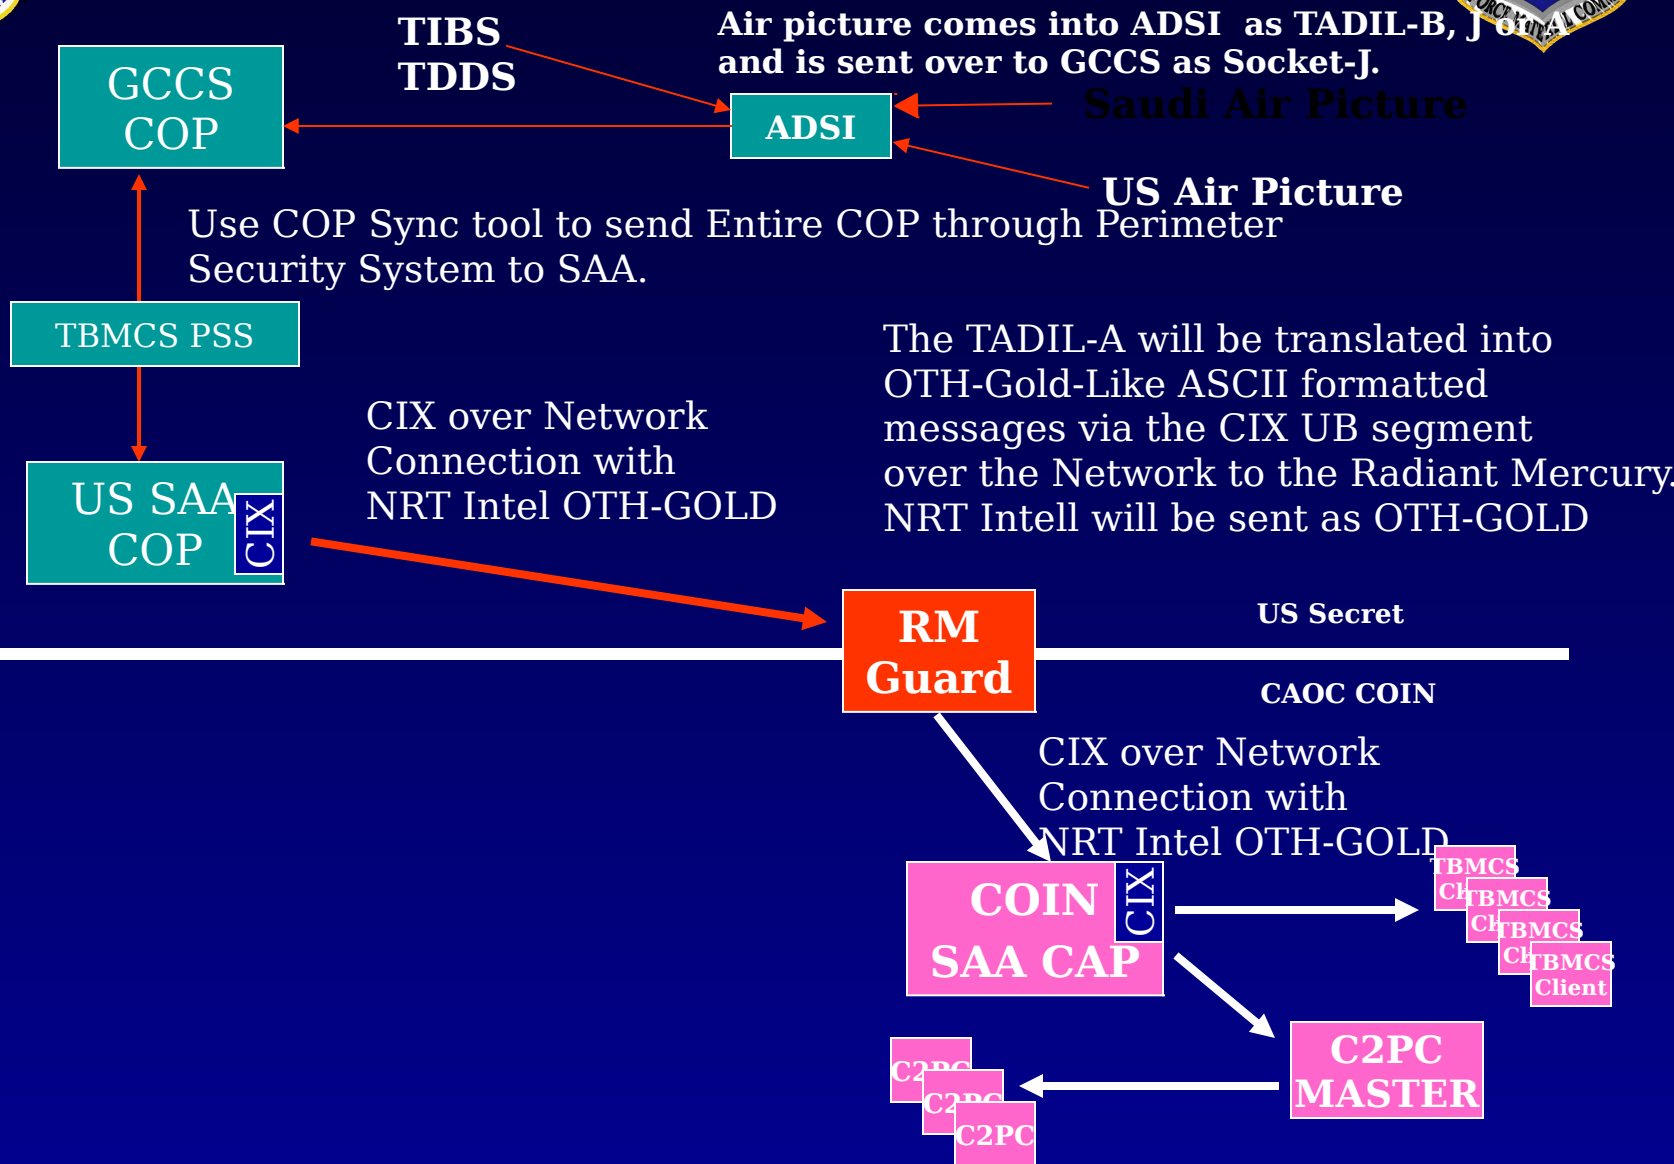 TIBS
TDDS
Air picture comes into ADSI as TADIL-B, J or A
and is sent over to GCCS as Socket-J.
FORCE MATERIEL COMM
GCCS
COP
ADSI
Saudi Air Picture
US Air Picture
Use COP Sync tool to send Entire COP through Perimeter
Security System to SAA.
TBMCS PSS
The TADIL-A will be translated into
OTH-Gold-Like ASCII formatted
messages via the CIX UB segment
over the Network to the Radiant Mercury.
NRT Intell will be sent as OTH-GOLD
CIX over Network
Connection with
NRT Intel OTH-GOLD
US SAA
COP
CIX
RM
Guard
US Secret
CAOC COIN
CIX over Network
Connection with
NRT Intel OTH-GOLD
COIN
SAA CAP
CIX
TBMCS
TBMCS
TBMCS
TBMCS
Client
C2PC
MASTER
C2PC
C2PC
C2PC